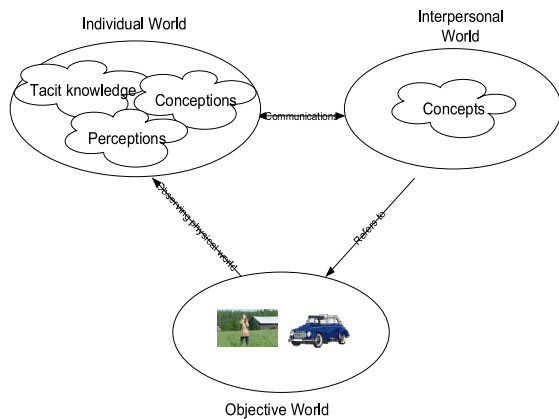 Individual World
Interpersonal
World
Tacit knowledge
Conceptions
Perceptions
Communications
Concepts
Observing physical world
Refers to
Objective World